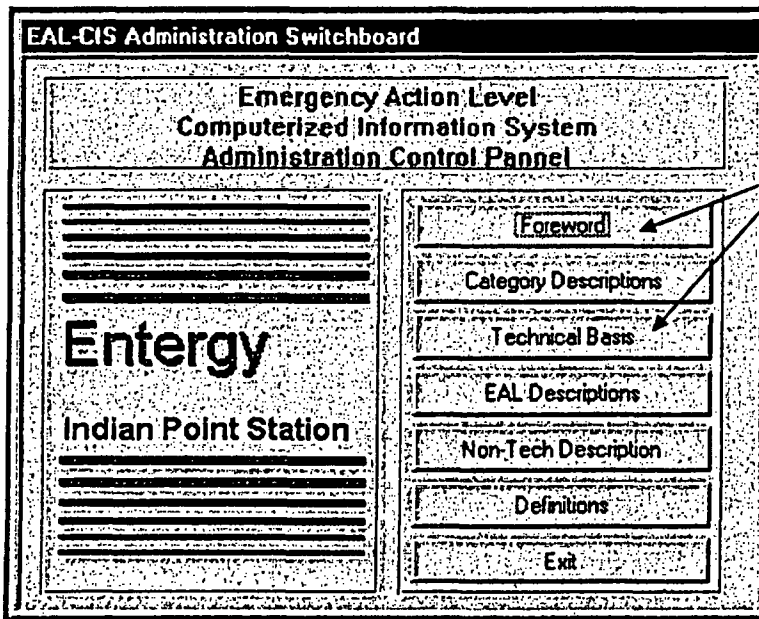 EAL-CIS Administration Switchboard
Emergency Action Level
Computerized Information System
Administration Control Pannel
Entergy
Indian Point Station
Foreword
Category Descriptions
Technical Basis
EAL Descriptions
Non-Tech Description
Definitions
Exit